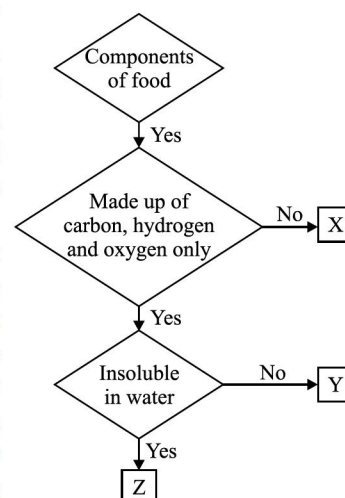 Components
of food
Yes
Made up of
carbon, hydrogen
and oxygen only
No
X
Yes
Insoluble
in water
No
Y
Yes
Z